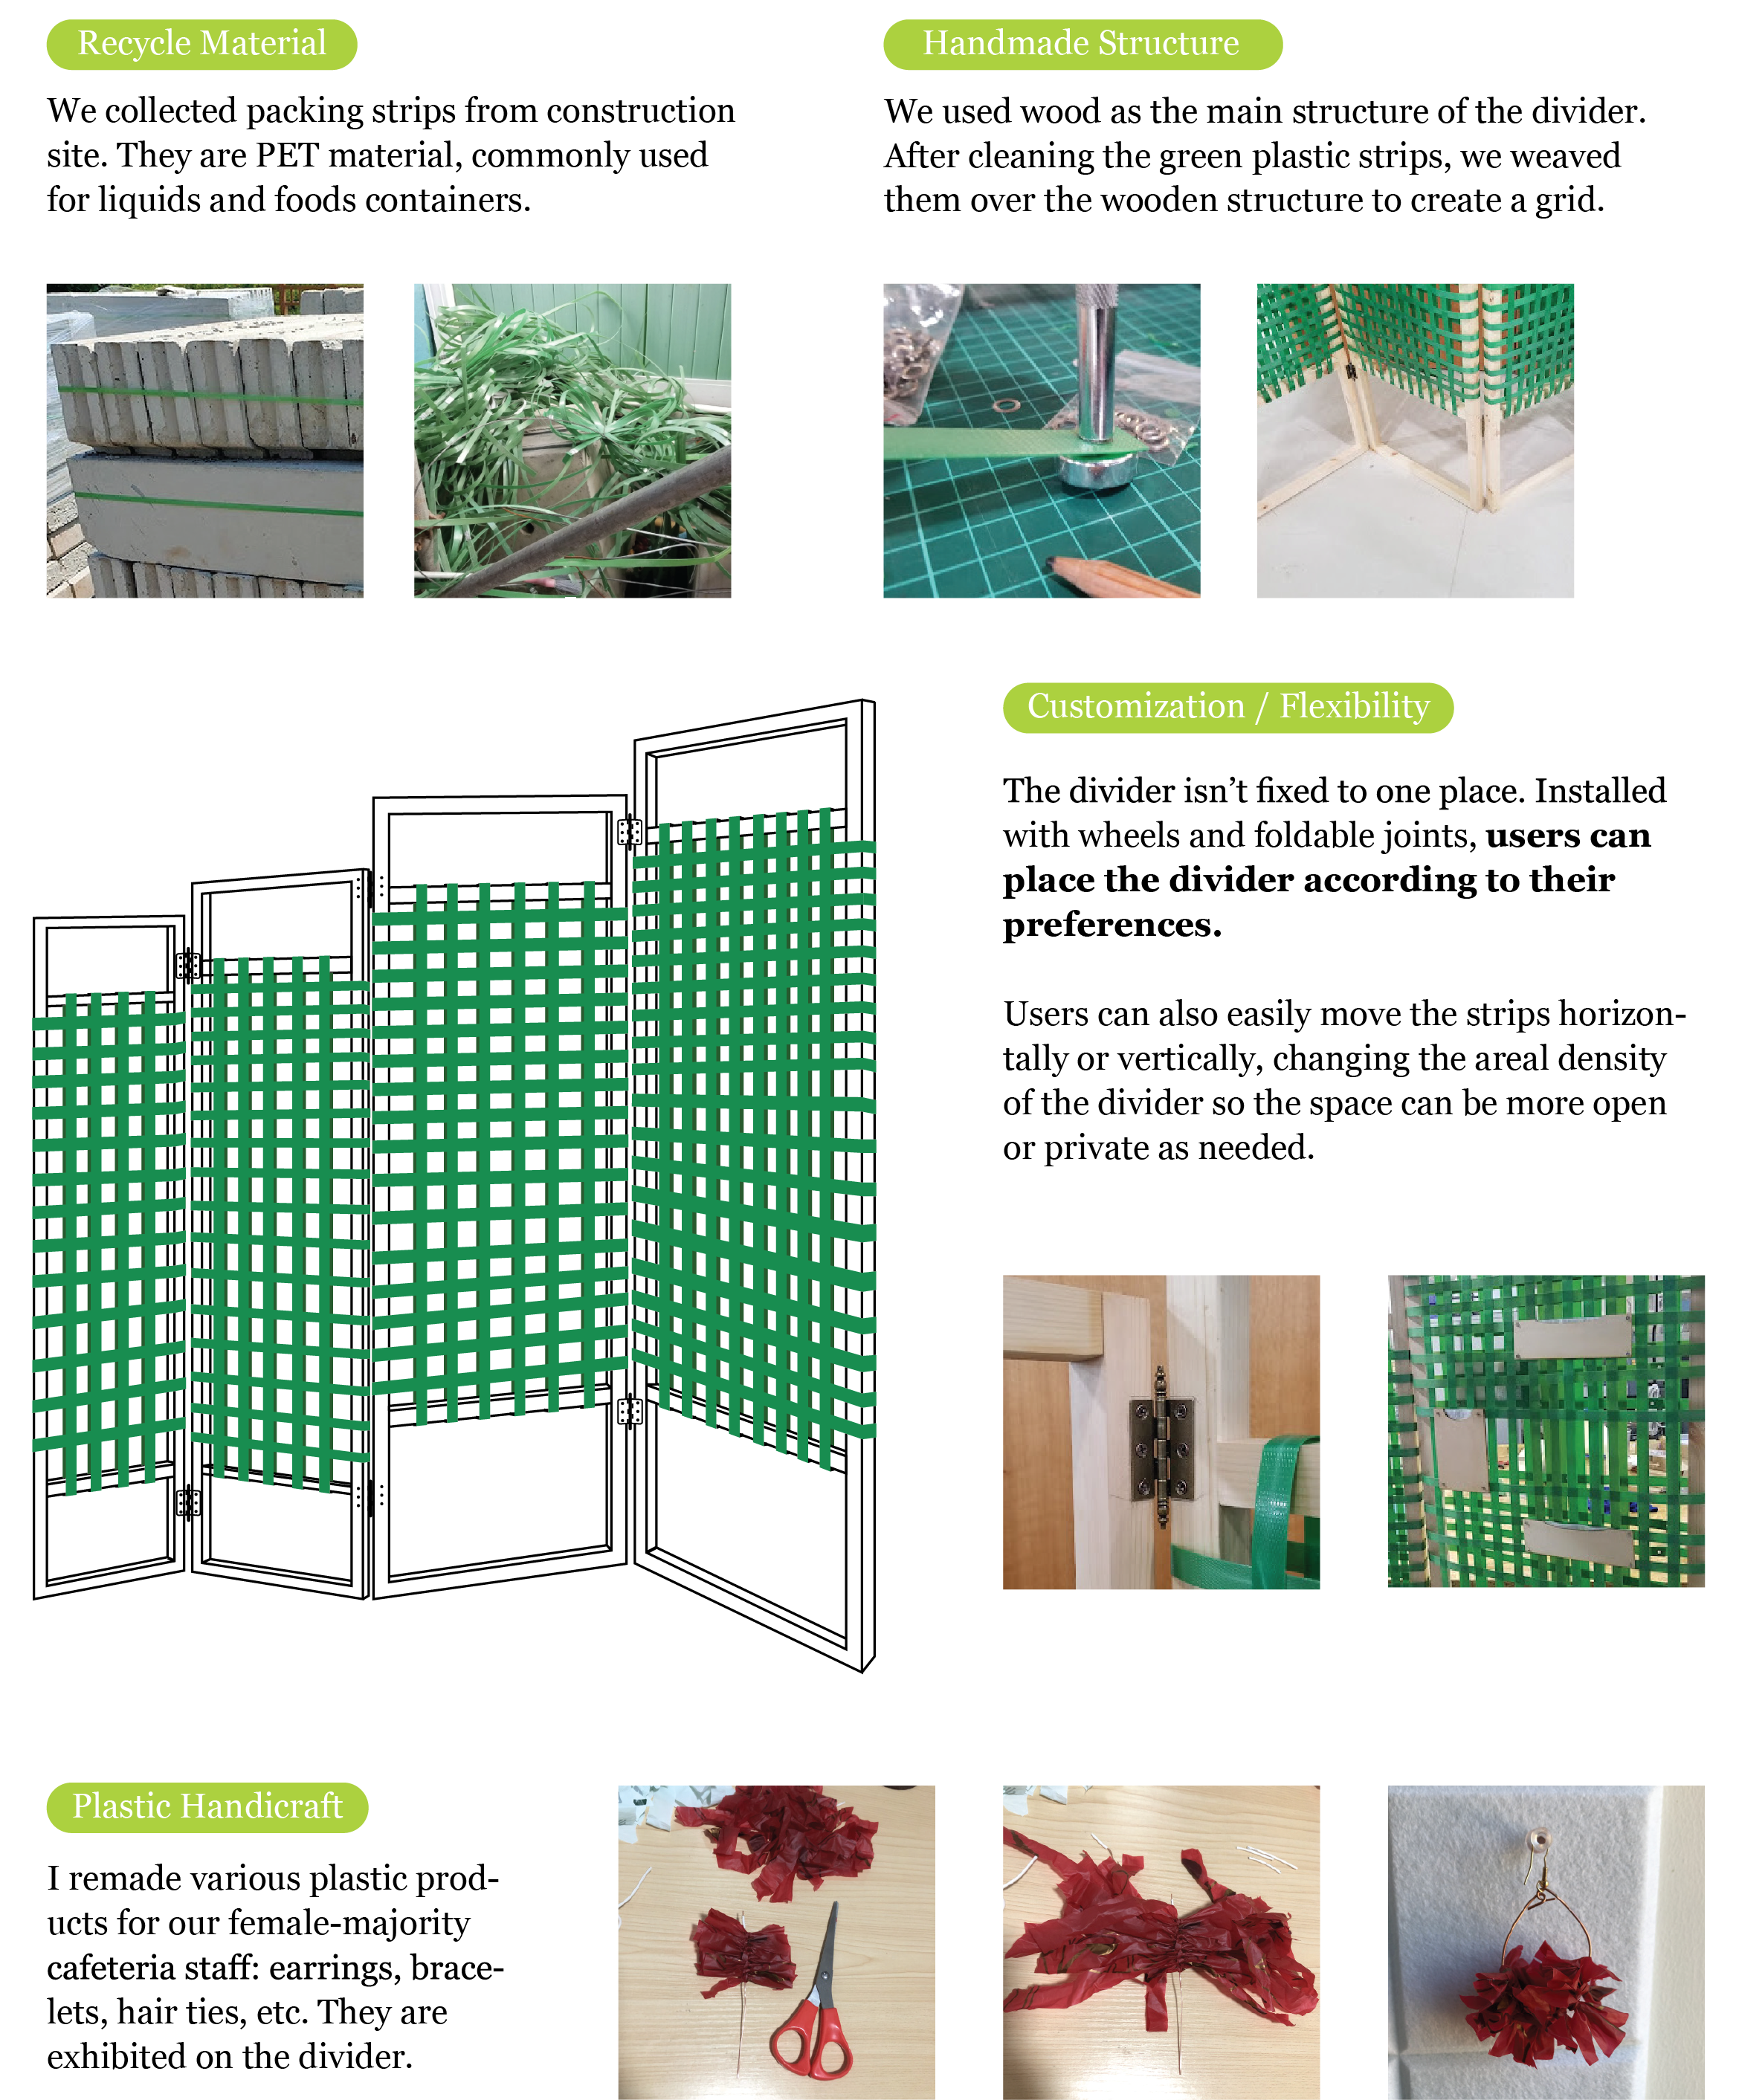 Recycle Material
We collected packing strips from construction
site. They are PET material, commonly used
for liquids and foods containers.
Handmade Structure
We used wood as the main structure of the divider.
After cleaning the green plastic strips, we weaved
them over the wooden structure to create a grid.
Customization / Flexibility
The divider isn’t fixed to one place. Installed
with wheels and foldable joints, users can
place the divider according to their
preferences.
Users can also easily move the strips horizon-
tally or vertically, changing the areal density
of the divider so the space can be more open
or private as needed.
Plastic Handicraft
I remade various plastic prod-
ucts for our female-majority
cafeteria staff: earrings, brace-
lets, hair ties, etc. They are
exhibited on the divider.